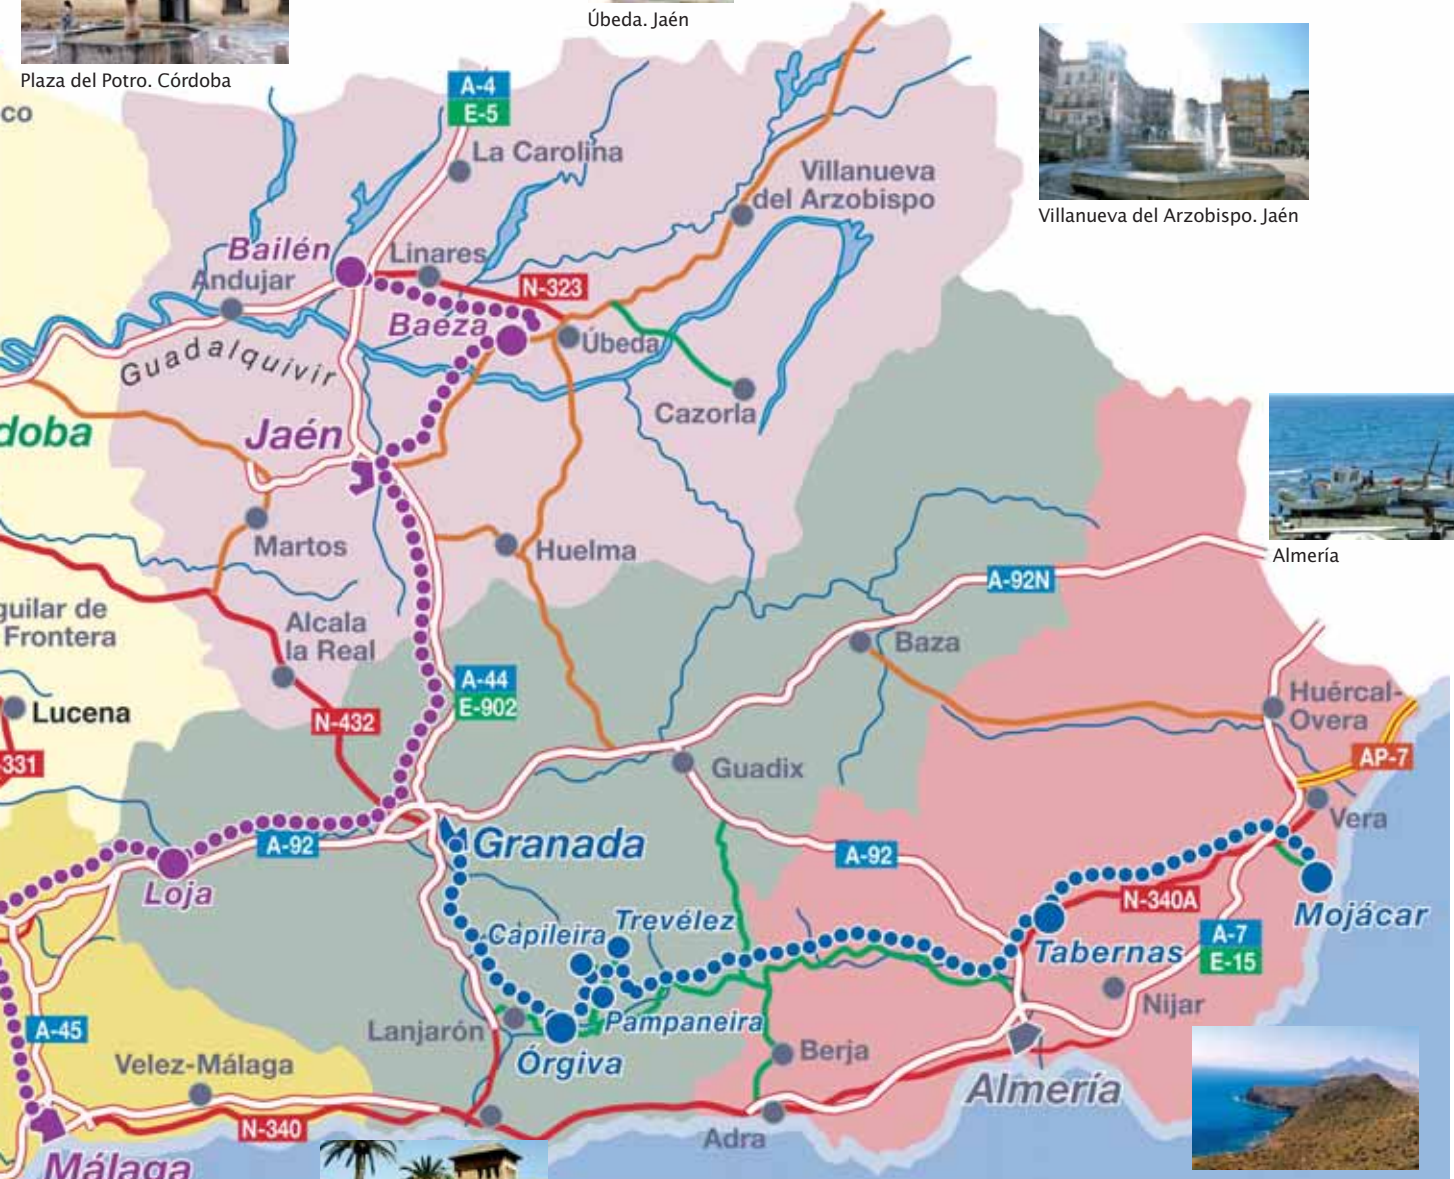 Úbeda. Jaén
Plaza del Potro. Córdoba
co
A-4
E-5
La Carolina
Villanueva
del Arzobispo
Villanueva del Arzobispo. Jaén
Bailén
Linares
Andujar
N-323
Baeza
Úbeda
Guadalquivir
Cazorla
doba
Jaén
Martos
Huelma
Almería
A-92N
guilar de
Frontera
Alcala
la Real
Baza
A-44
E-902
Lucena
N-432
Huércal-
Overa
331
Guadix
AP-7
Vera
A-92
Granada
A-92
Loja
N-340A
Mojácar
Capileira
Trevélez
Tabernas
A-7
E-15
Nijar
A-45
Lanjarón
Pampaneira
Órgiva
Berja
Velez-Málaga
Almería
N-340
Adra
Málaga